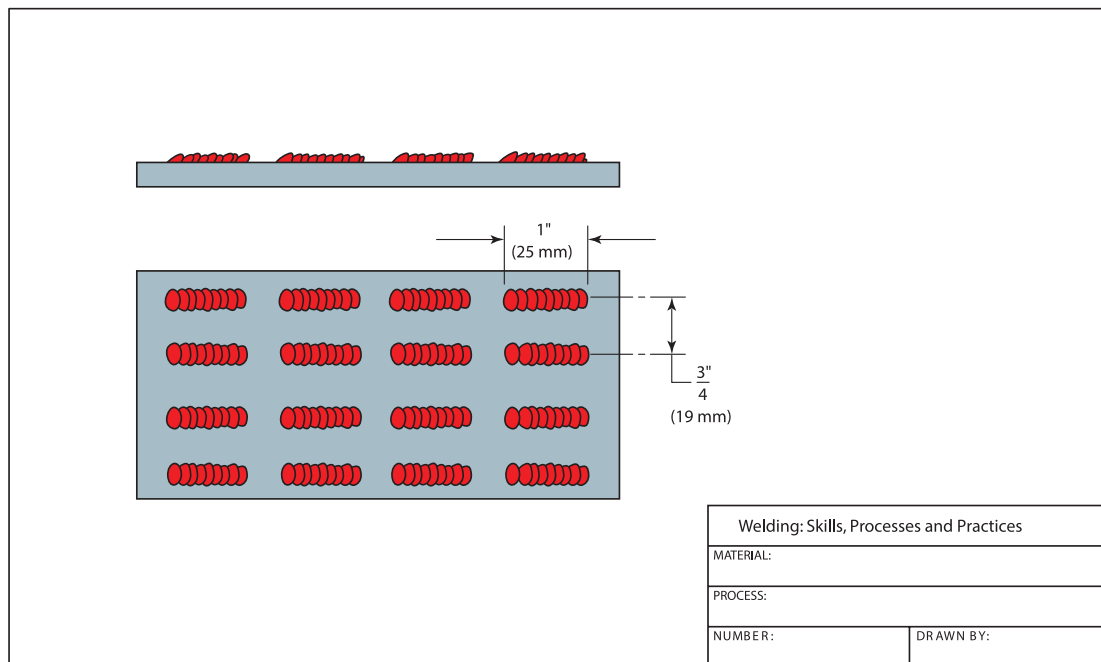 1"
(25 mm)
3"
4
(19 mm)
Welding: Skills, Processes and Practices
MATERIAL:
PROCESS:
NUMBER:
DRAWN BY: